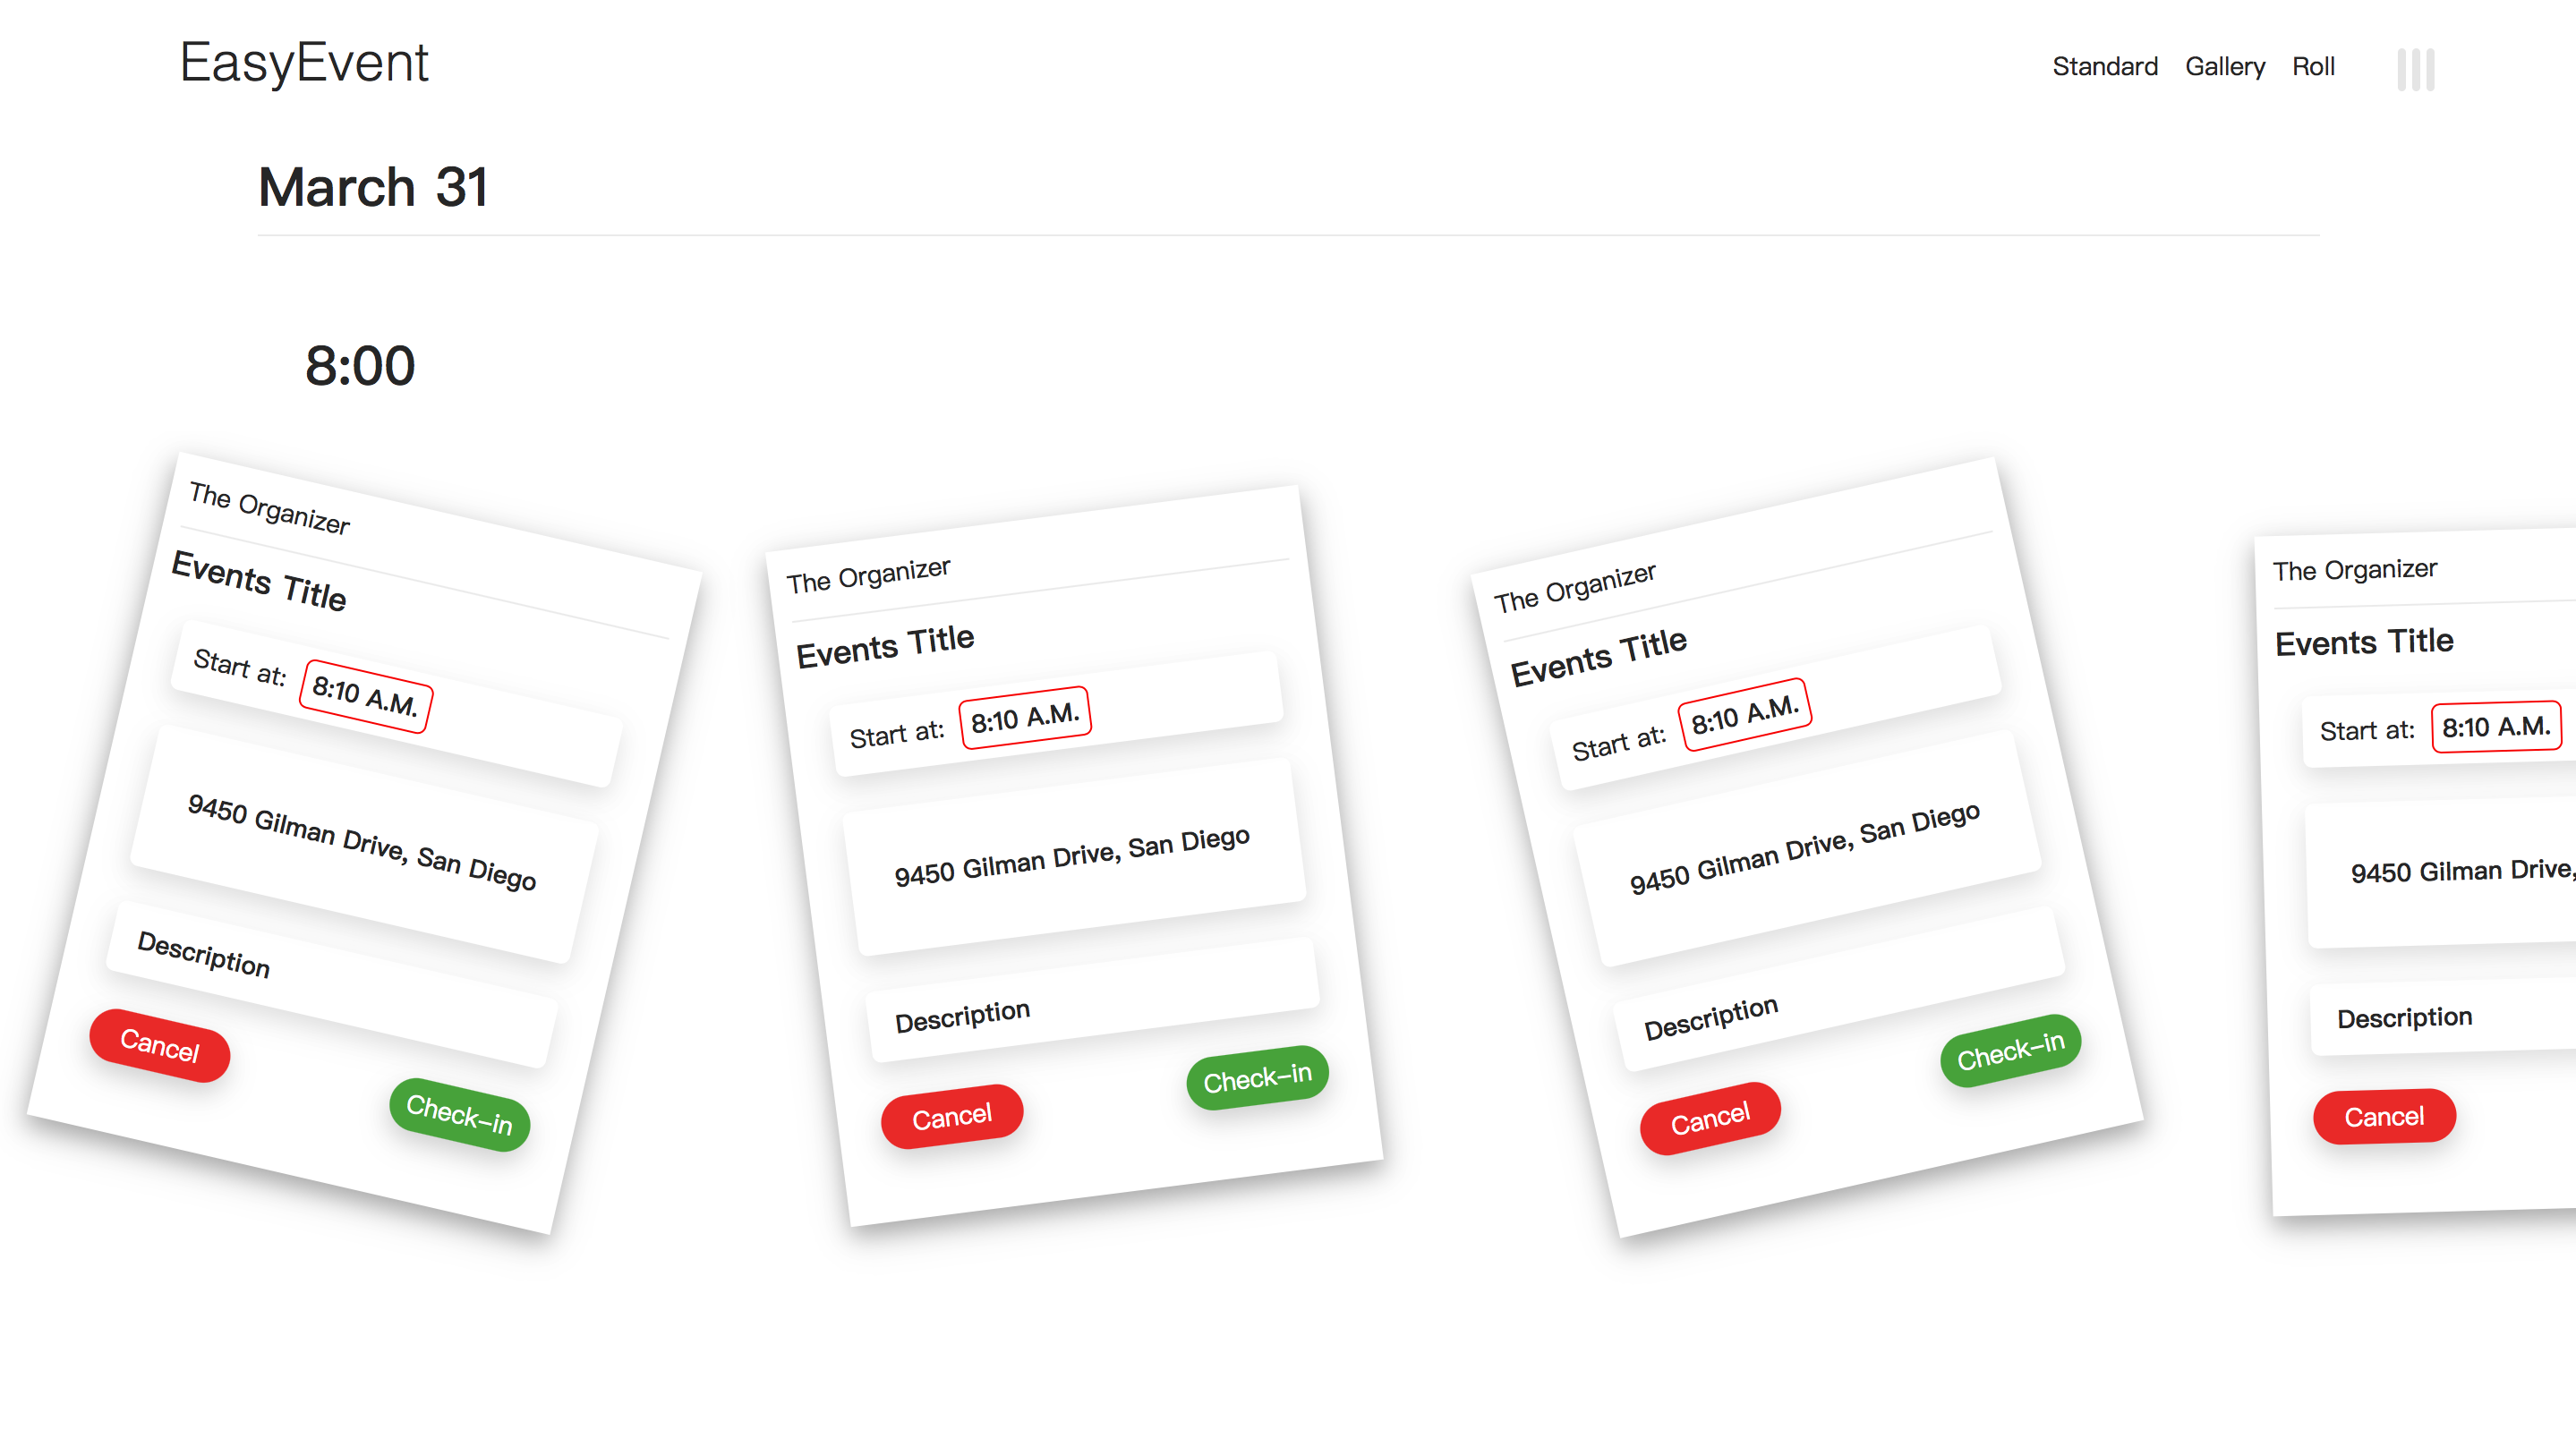 EasyEvent
Standard Gallery Roll
March 31
8:00
The Organizer
Events Title
Start at: 8:10 A.M.
9450 Gilman Drive, San Diego
Description
Cancel
Check-in
The Organizer
Events Title
Start at: 8:10 A.M.
9450 Gilman Drive, San Diego
Description
Cancel
Check-in
The Organizer
Events Title
Start at: 8:10 A.M.
9450 Gilman Drive, San Diego
Description
Cancel
Check-in
The Organizer
Events Title
Start at: 8:10 A.M.
9450 Gilman Drive,
Description
Cancel